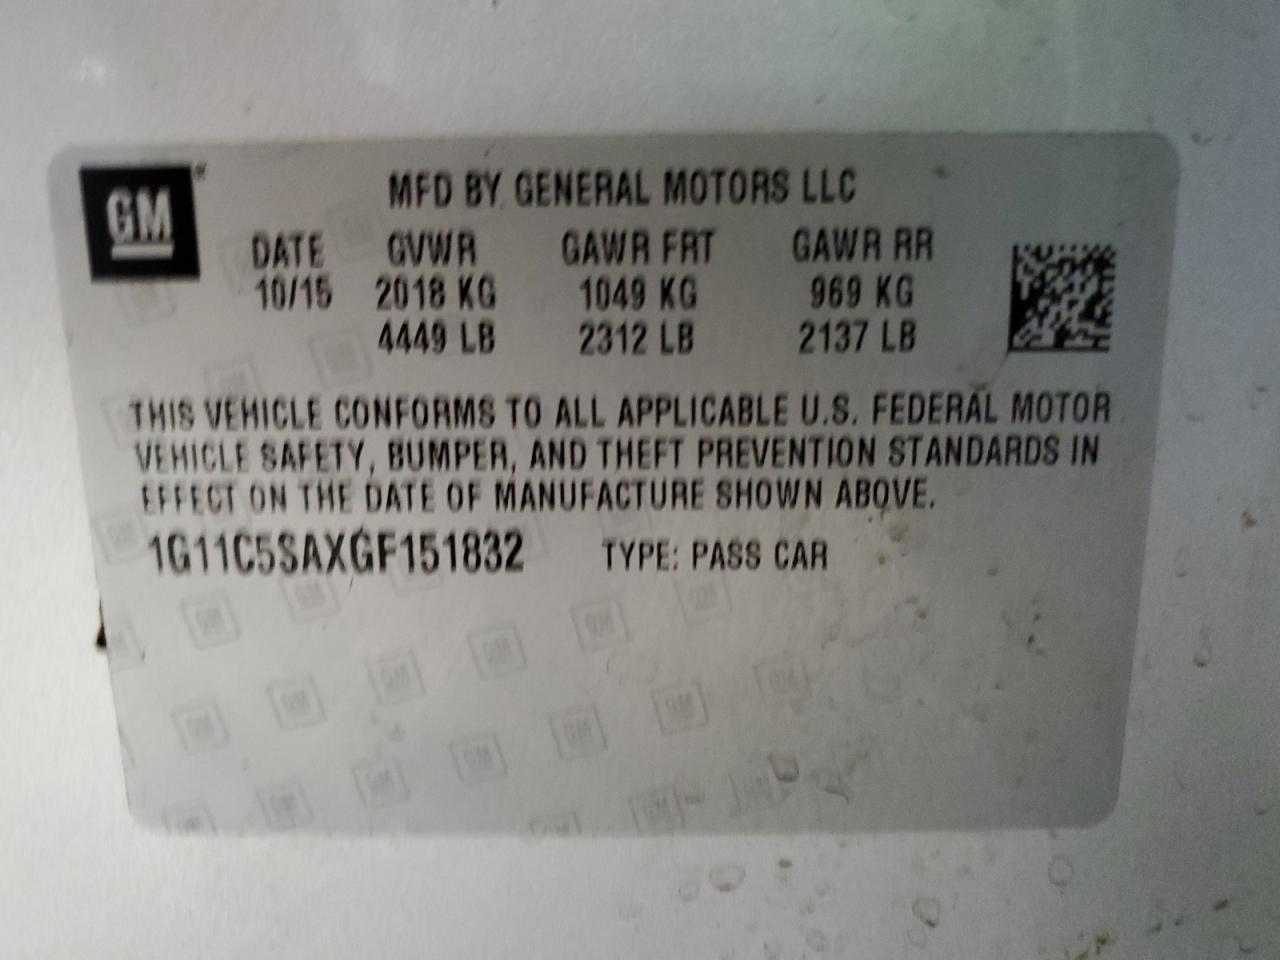 GM
MFD BY GENERAL MOTORS LLC
DATE GVWR GAWR FRT GAWR RR
10/15 2018 KG 1049 KG 969 KG
4449 LB 2312 LB 2137 LB
THIS VEHICLE CONFORMS TO ALL APPLICABLE U.S. FEDERAL MOTOR
VEHICLE SAFETY, BUMPER, AND THEFT PREVENTION STANDARDS IN
EFFECT ON THE DATE OF MANUFACTURE SHOWN ABOVE.
1G11C5SAXGF151832 TYPE: PASS CAR